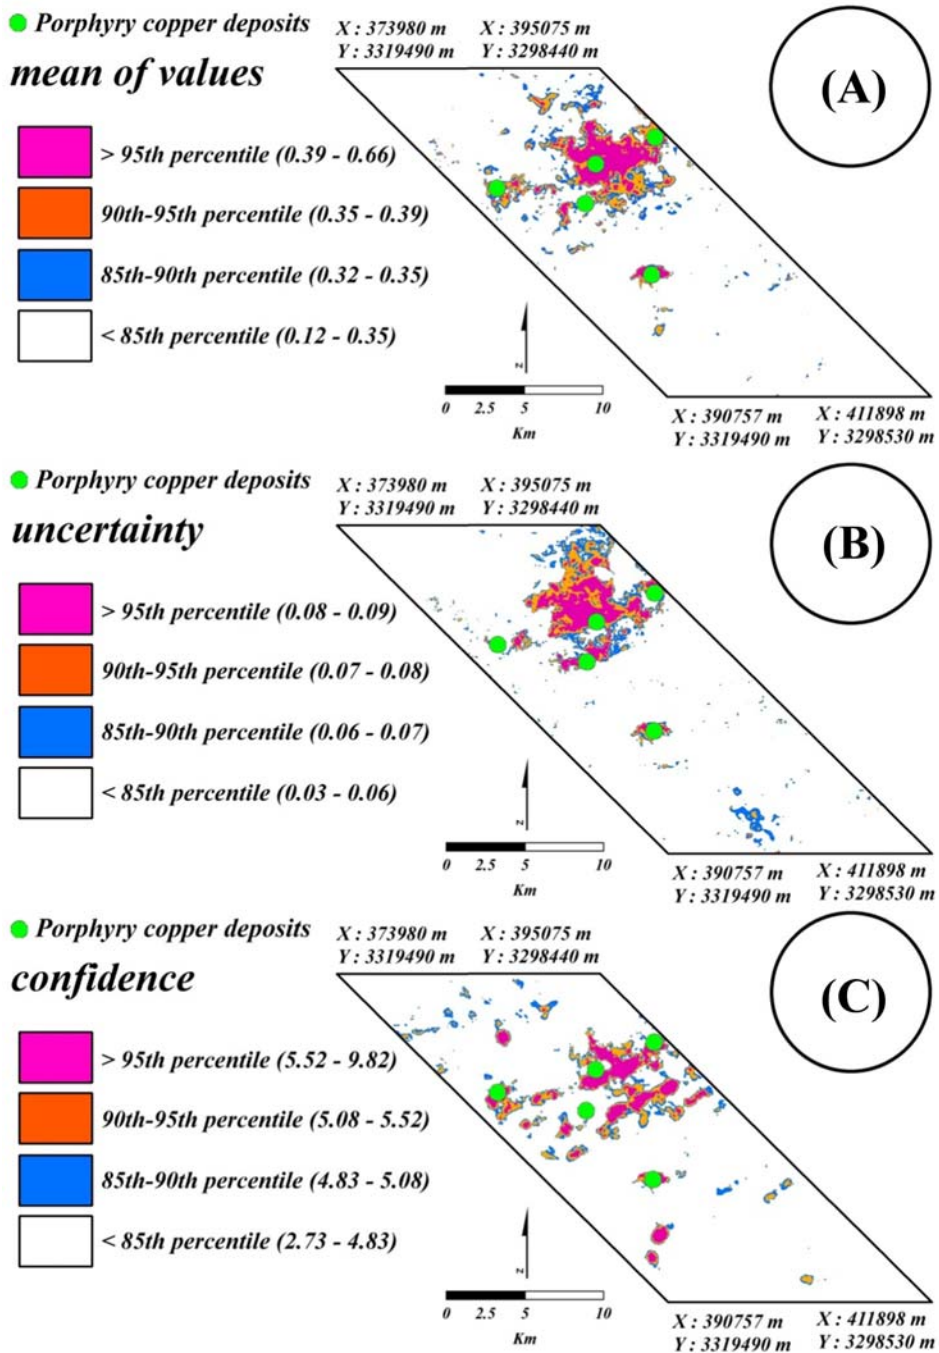 Porphyry copper deposits
X : 373980 m X : 395075 m
Y : 3319490 m Y : 3298440 m
mean of values
(A)
> 95th percentile (0.39 - 0.66)
90th-95th percentile (0.35 - 0.39)
85th-90th percentile (0.32 - 0.35)
< 85th percentile (0.12 - 0.35)
N
0 2.5 5 10
Km
X : 390757 m X : 411898 m
Y : 3319490 m Y : 3298530 m
Porphyry copper deposits
X : 373980 m X : 395075 m
Y : 3319490 m Y : 3298440 m
uncertainty
(B)
> 95th percentile (0.08 - 0.09)
90th-95th percentile (0.07 - 0.08)
85th-90th percentile (0.06 - 0.07)
< 85th percentile (0.03 - 0.06)
N
0 2.5 5 10
Km
X : 390757 m X : 411898 m
Y : 3319490 m Y : 3298530 m
Porphyry copper deposits
X : 373980 m X : 395075 m
Y : 3319490 m Y : 3298440 m
confidence
(C)
> 95th percentile (5.52 - 9.82)
90th-95th percentile (5.08 - 5.52)
85th-90th percentile (4.83 - 5.08)
< 85th percentile (2.73 - 4.83)
N
0 2.5 5 10
Km
X : 390757 m X : 411898 m
Y : 3319490 m Y : 3298530 m